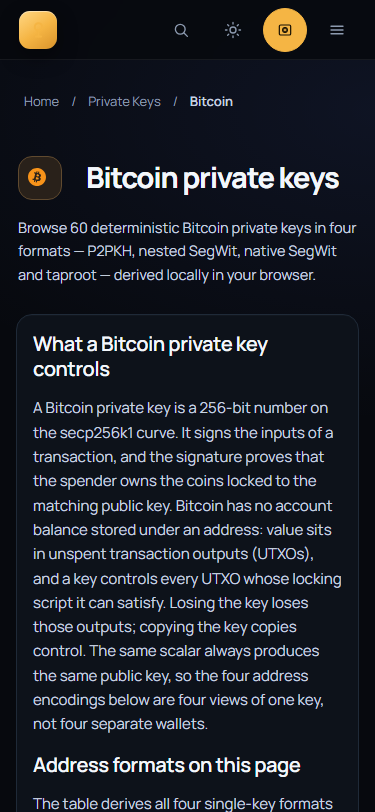 Home / Private Keys / Bitcoin
Bitcoin private keys
Browse 60 deterministic Bitcoin private keys in four
formats — P2PKH, nested SegWit, native SegWit
and taproot — derived locally in your browser.
What a Bitcoin private key
controls
A Bitcoin private key is a 256-bit number on
the secp256k1 curve. It signs the inputs of a
transaction, and the signature proves that
the spender owns the coins locked to the
matching public key. Bitcoin has no account
balance stored under an address: value sits
in unspent transaction outputs (UTXOs),
and a key controls every UTXO whose locking
script it can satisfy. Losing the key loses
those outputs; copying the key copies
control. The same scalar always produces
the same public key, so the four address
encodings below are four views of one key,
not four separate wallets.
Address formats on this page
The table derives all four single-key formats